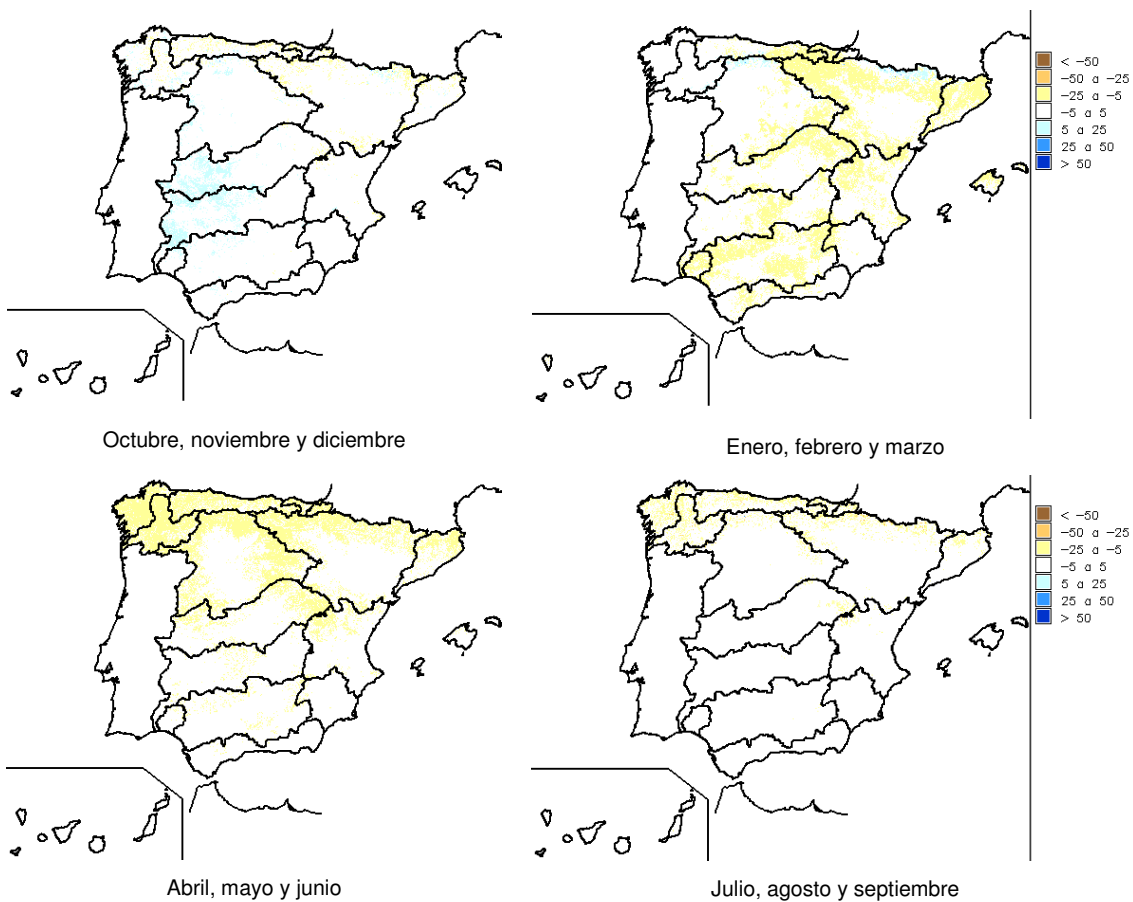 < −50
−50 a −25
−25 a −5
−5 a 5
5 a 25
25 a 50
> 50
Octubre, noviembre y diciembre
Enero, febrero y marzo
< −50
−50 a −25
−25 a −5
−5 a 5
5 a 25
25 a 50
> 50
Abril, mayo y junio
Julio, agosto y septiembre